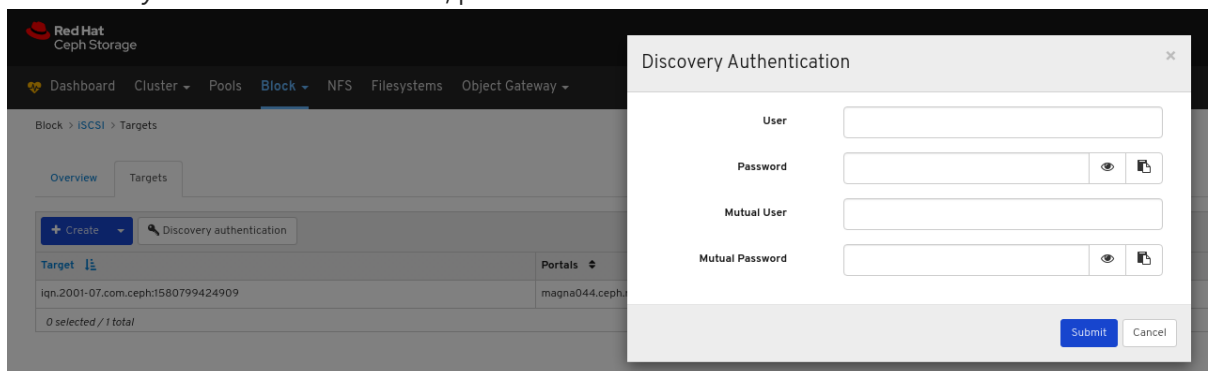 Red Hat
Ceph Storage
Dashboard Cluster Pools Block NFS Filesystems Object Gateway
Block > iSCSI > Targets
Overview Targets
+ Create Discovery authentication
Target Portals
iqn.2001-07.com.ceph:1580799424909 magna044.ceph.
0 selected / 1 total
Discovery Authentication ×
User
Password
Mutual User
Mutual Password
Submit Cancel